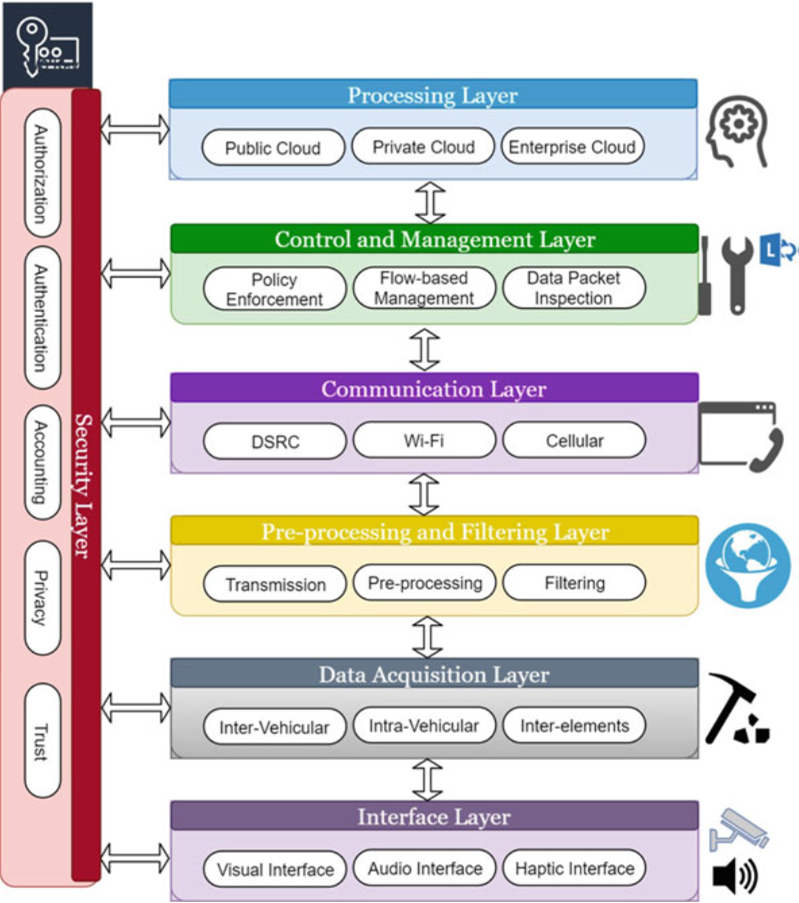 Authorization
Authentication
Accounting
Privacy
Trust
Security Layer
Processing Layer
Public Cloud
Private Cloud
Enterprise Cloud
Control and Management Layer
Policy
Enforcement
Flow-based
Management
Data Packet
Inspection
L
Communication Layer
DSRC
Wi-Fi
Cellular
Pre-processing and Filtering Layer
Transmission
Pre-processing
Filtering
Data Acquisition Layer
Inter-Vehicular
Intra-Vehicular
Inter-elements
Interface Layer
Visual Interface
Audio Interface
Haptic Interface